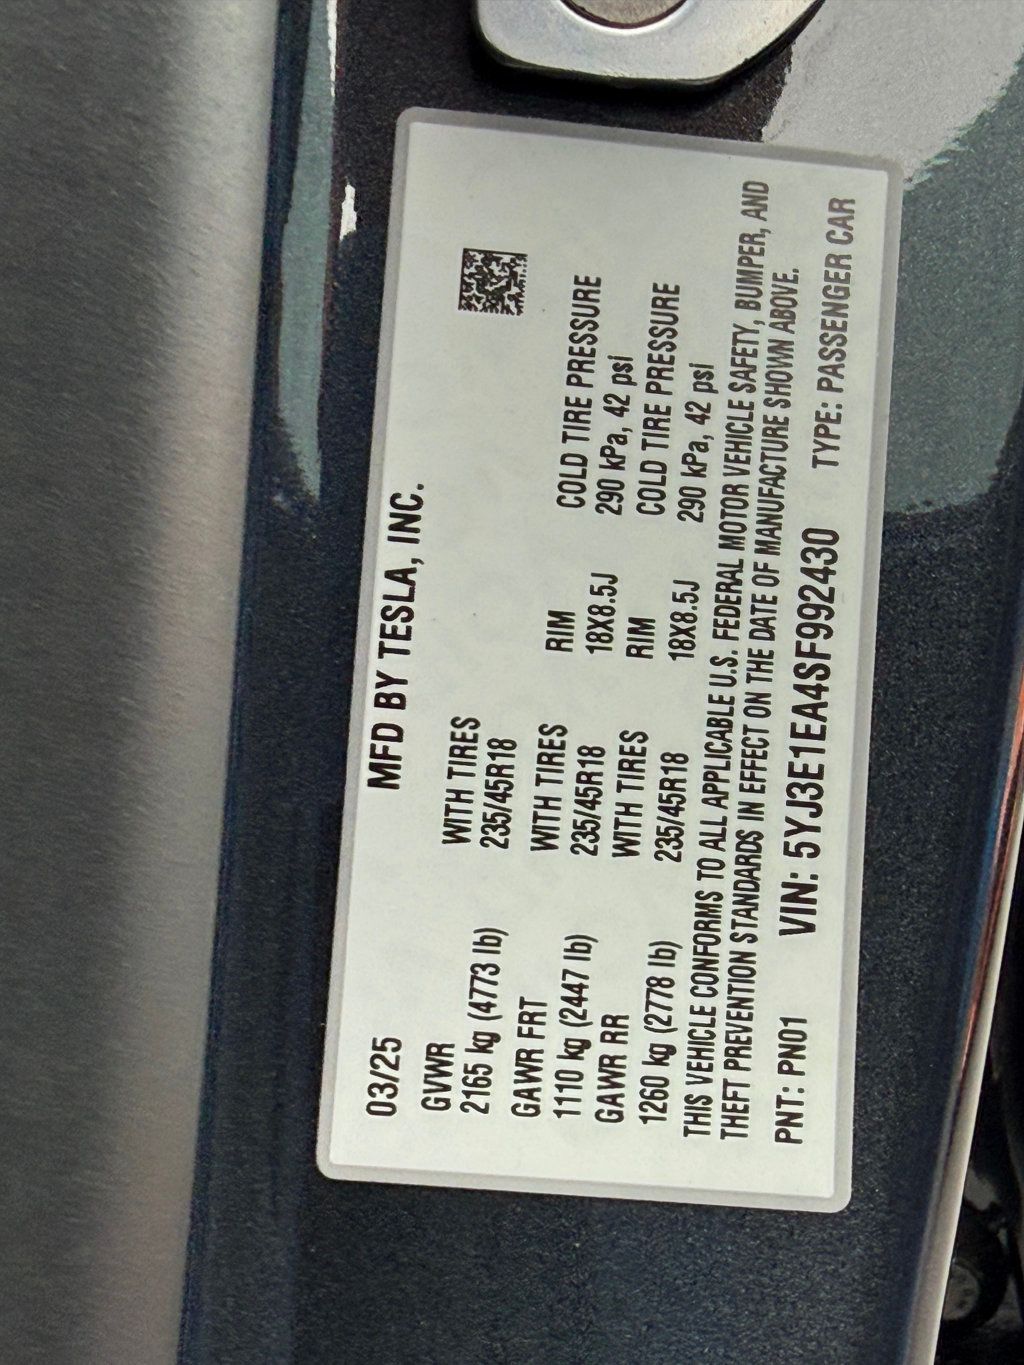 MFD BY TESLA, INC.
03/25
GVWR WITH TIRES
2165 kg (4773 lb) 235/45R18
GAWR FRT WITH TIRES RIM COLD TIRE PRESSURE
1110 kg (2447 lb) 235/45R18 18X8.5J 290 kPa, 42 psi
GAWR RR WITH TIRES RIM COLD TIRE PRESSURE
1260 kg (2778 lb) 235/45R18 18X8.5J 290 kPa, 42 psi
THIS VEHICLE CONFORMS TO ALL APPLICABLE U.S. FEDERAL MOTOR VEHICLE SAFETY, BUMPER, AND
THEFT PREVENTION STANDARDS IN EFFECT ON THE DATE OF MANUFACTURE SHOWN ABOVE.
PNT: PN01 VIN: 5YJ3E1EA4SF992430 TYPE: PASSENGER CAR